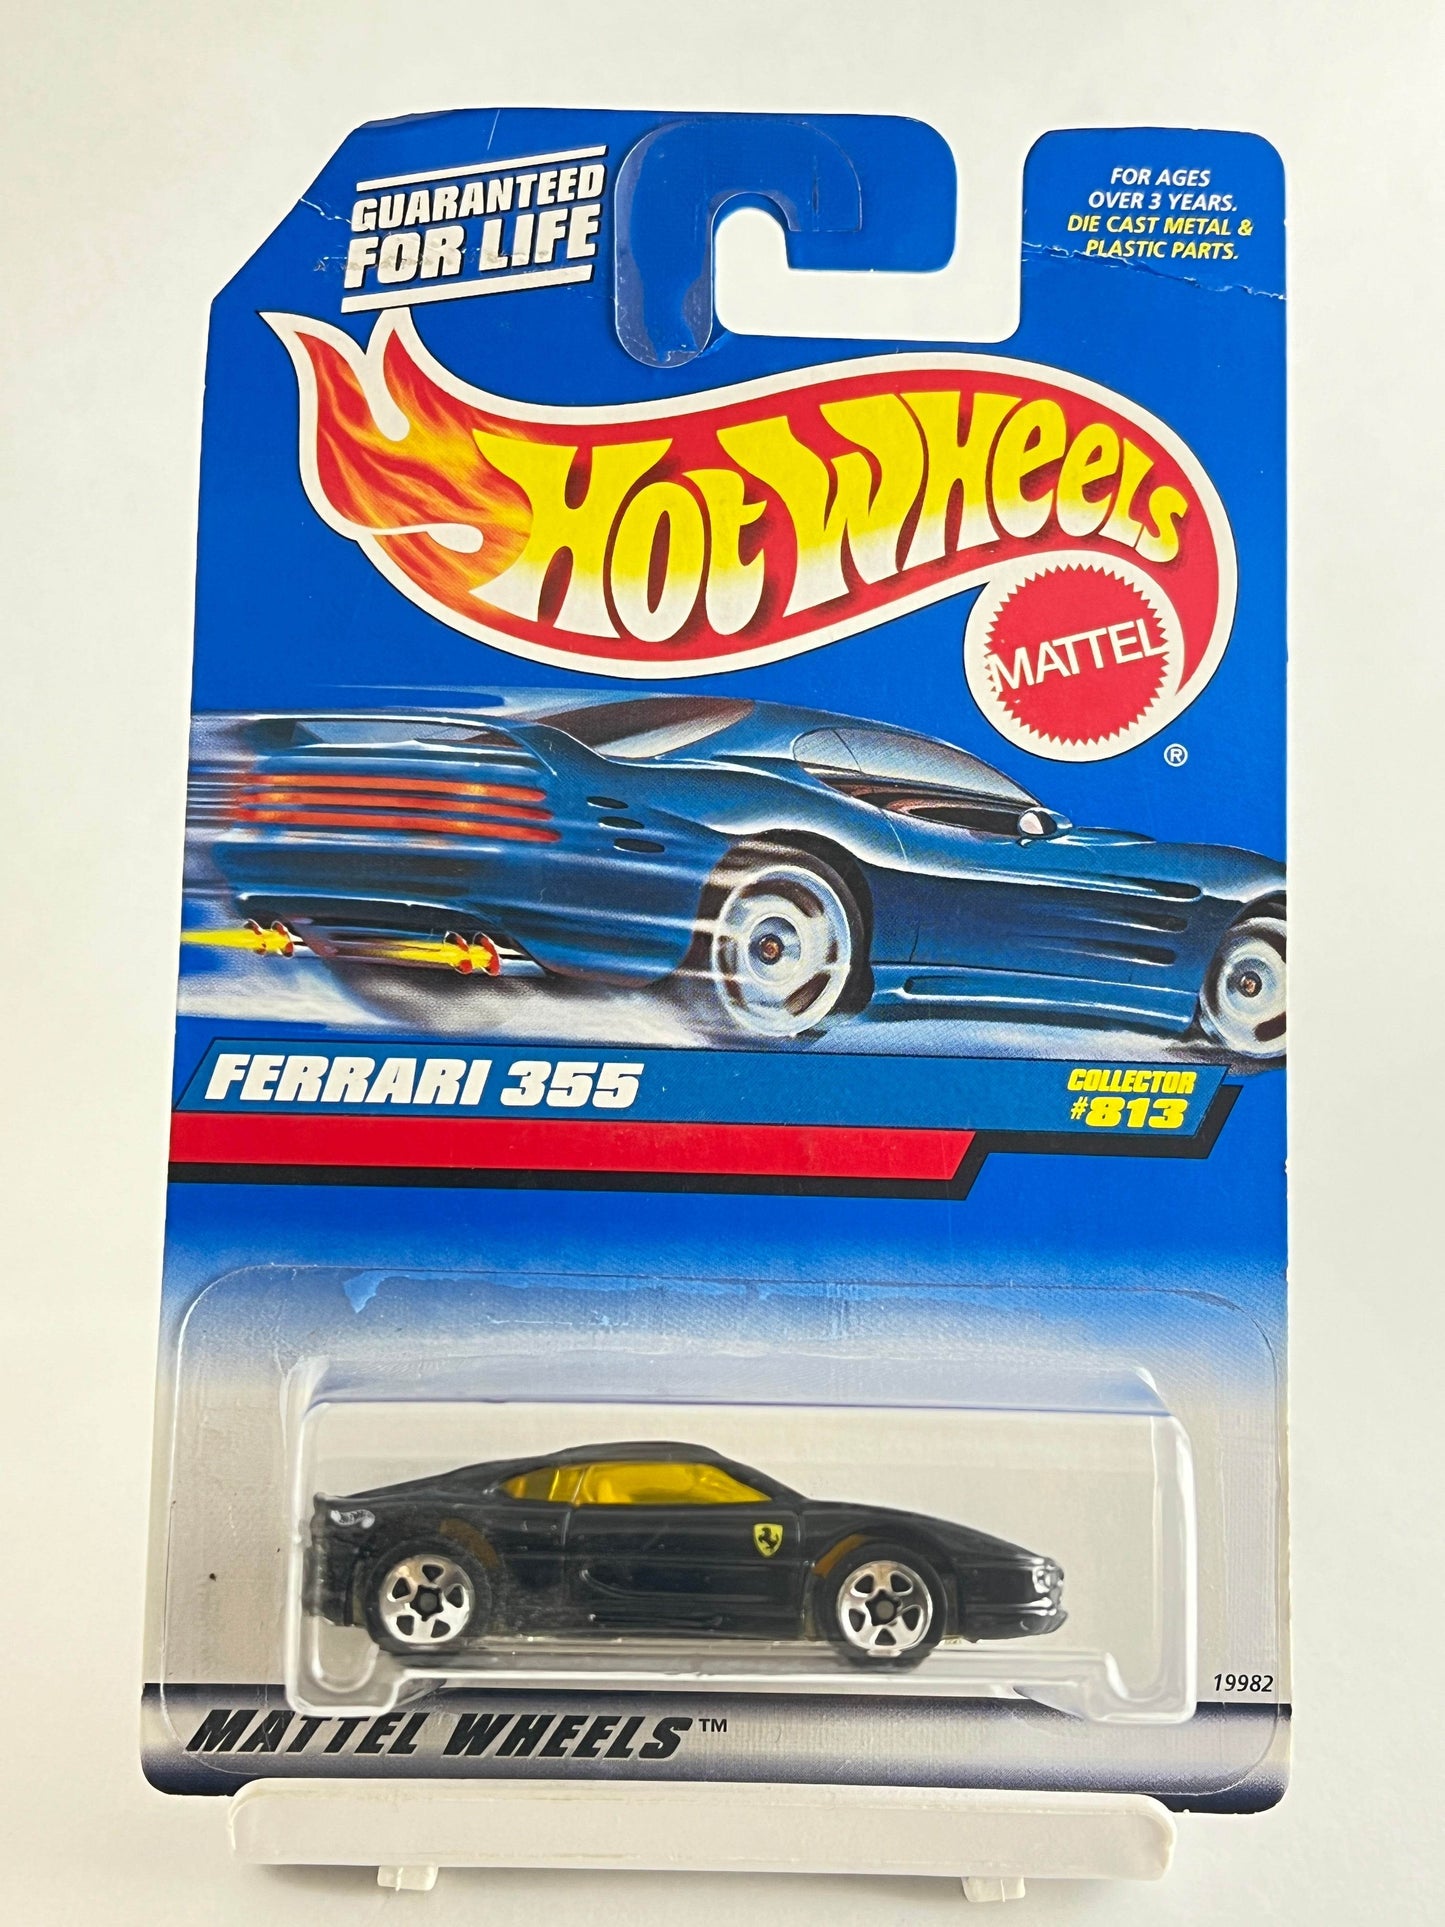 GUARANTEED
FOR LIFE
FOR AGES
OVER 3 YEARS.
DIE CAST METAL &
PLASTIC PARTS.
HOT WHEELS
MATTEL
®
FERRARI 355
COLLECTOR
#813
19982
MATTEL WHEELS™